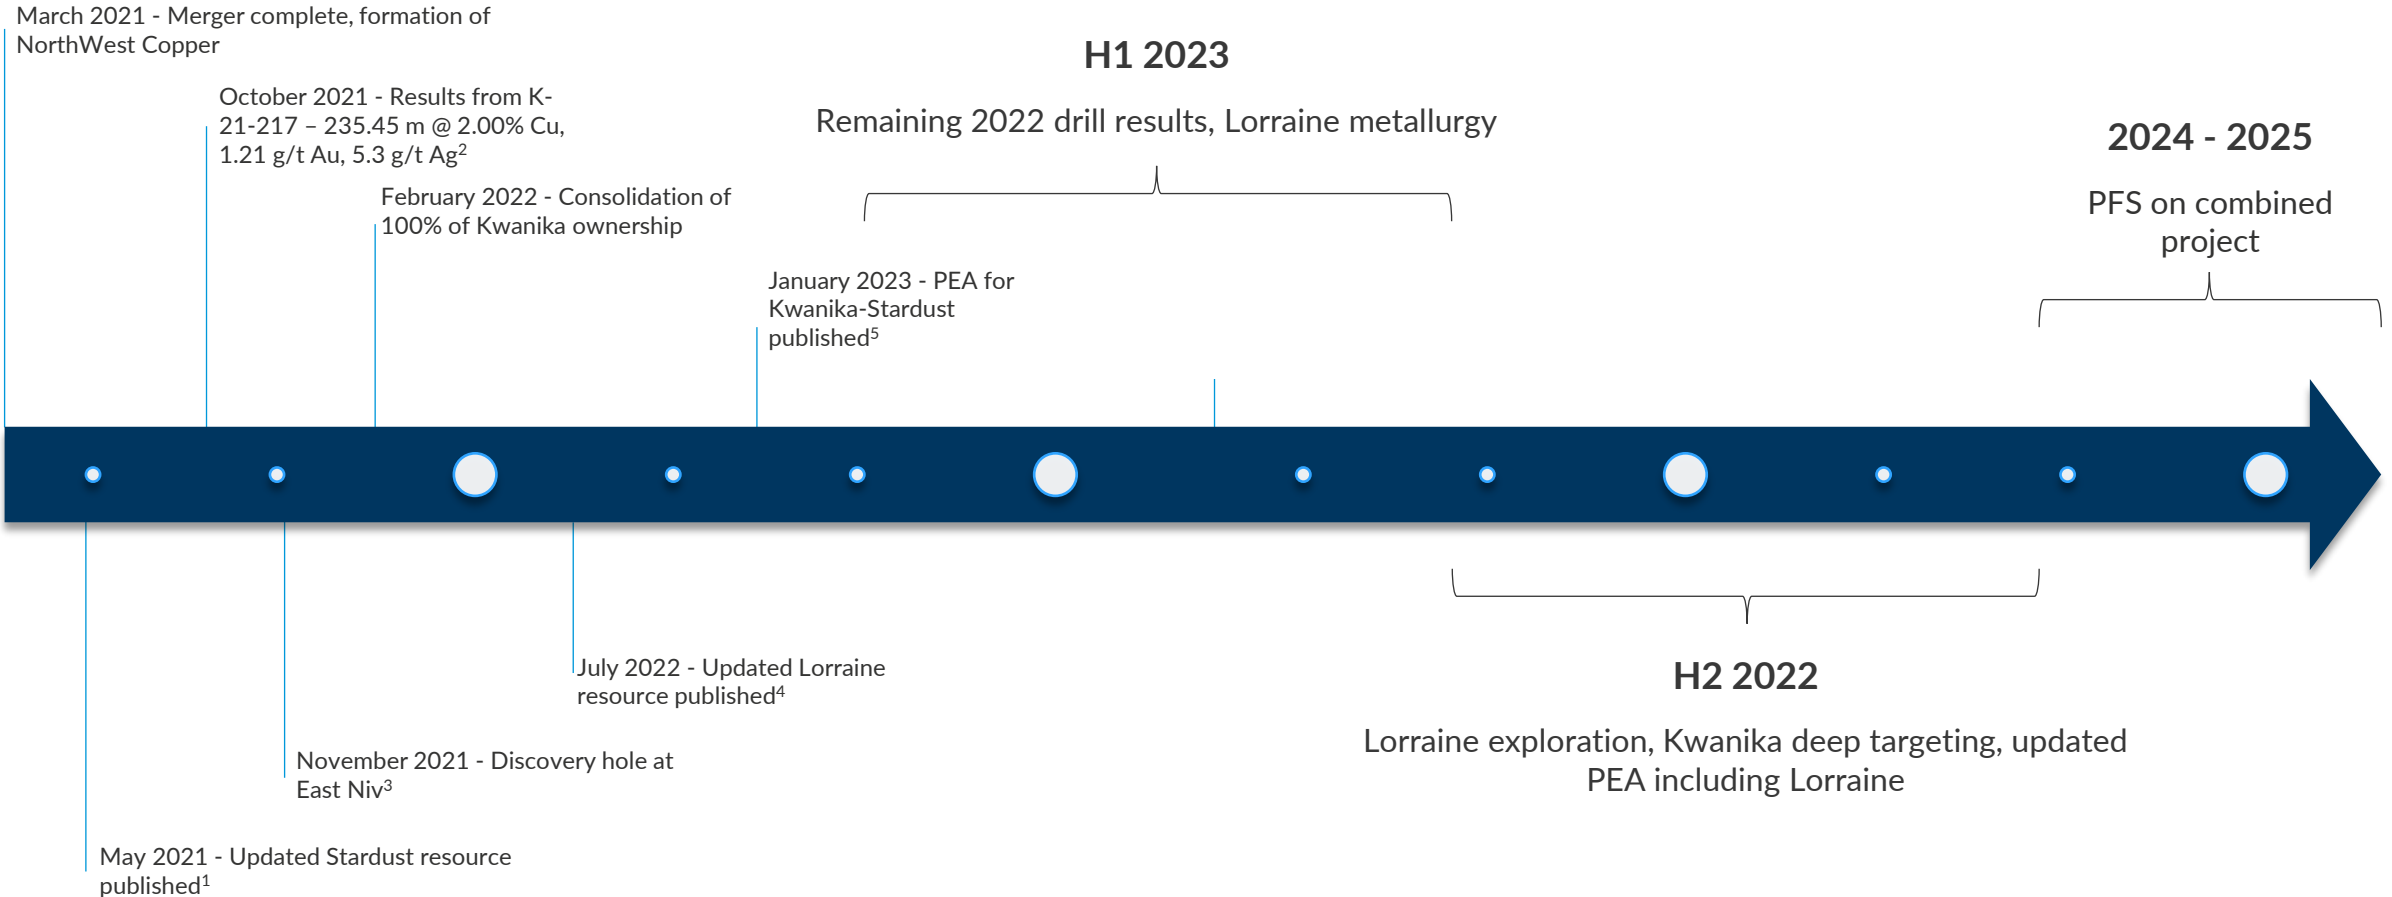 March 2021 - Merger complete, formation of
NorthWest Copper
October 2021 - Results from K-
21-217 – 235.45 m @ 2.00% Cu,
1.21 g/t Au, 5.3 g/t Ag²
February 2022 - Consolidation of
100% of Kwanika ownership
January 2023 - PEA for
Kwanika-Stardust
published⁵
H1 2023
Remaining 2022 drill results, Lorraine metallurgy
2024 - 2025
PFS on combined
project
July 2022 - Updated Lorraine
resource published⁴
November 2021 - Discovery hole at
East Niv³
May 2021 - Updated Stardust resource
published¹
H2 2022
Lorraine exploration, Kwanika deep targeting, updated
PEA including Lorraine